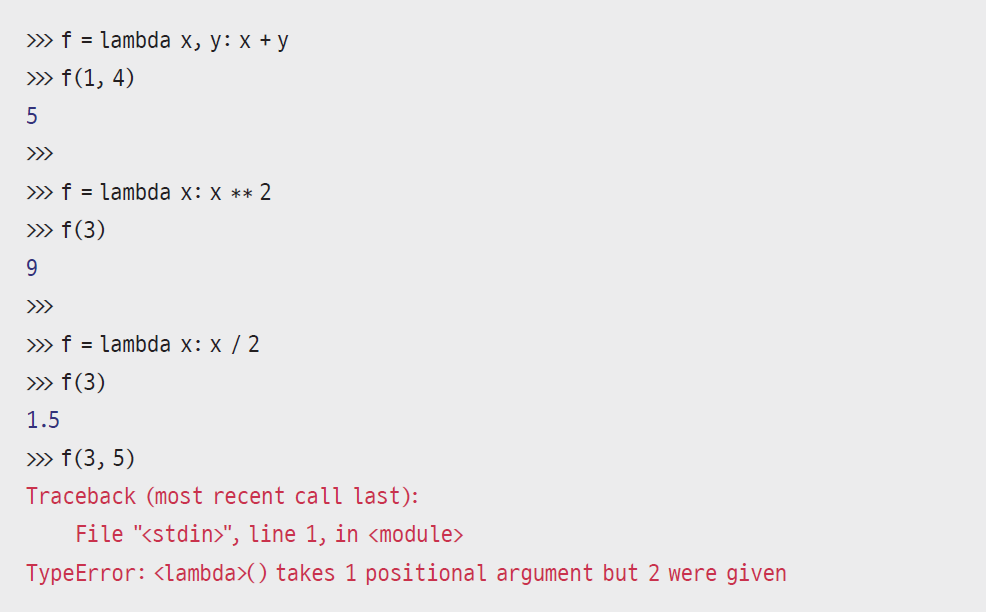 >>> f = lambda x, y: x + y
>>> f(1, 4)
5
>>>
>>> f = lambda x: x ** 2
>>> f(3)
9
>>>
>>> f = lambda x: x / 2
>>> f(3)
1.5
>>> f(3, 5)
Traceback (most recent call last):
    File "<stdin>", line 1, in <module>
TypeError: <lambda>() takes 1 positional argument but 2 were given